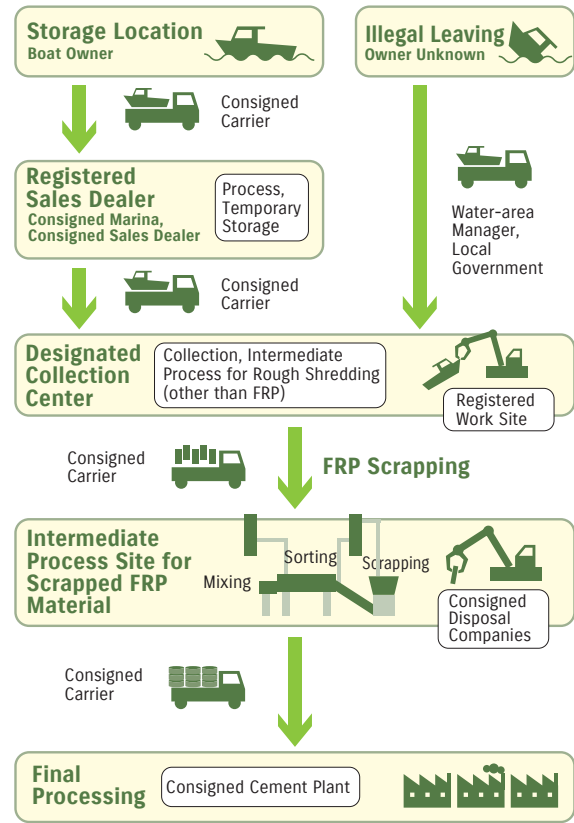 Storage Location
Boat Owner
Illegal Leaving
Owner Unknown
Consigned
Carrier
Registered
Sales Dealer
Consigned Marina,
Consigned Sales Dealer
Process,
Temporary
Storage
Water-area
Manager,
Local
Government
Consigned
Carrier
Designated
Collection
Center
Collection, Intermediate
Process for Rough Shredding
(other than FRP)
Registered
Work Site
Consigned
Carrier
FRP Scrapping
Intermediate
Process Site for
Scrapped FRP
Material
Mixing
Sorting
Scrapping
Consigned
Disposal
Companies
Consigned
Carrier
Final
Processing
Consigned Cement Plant